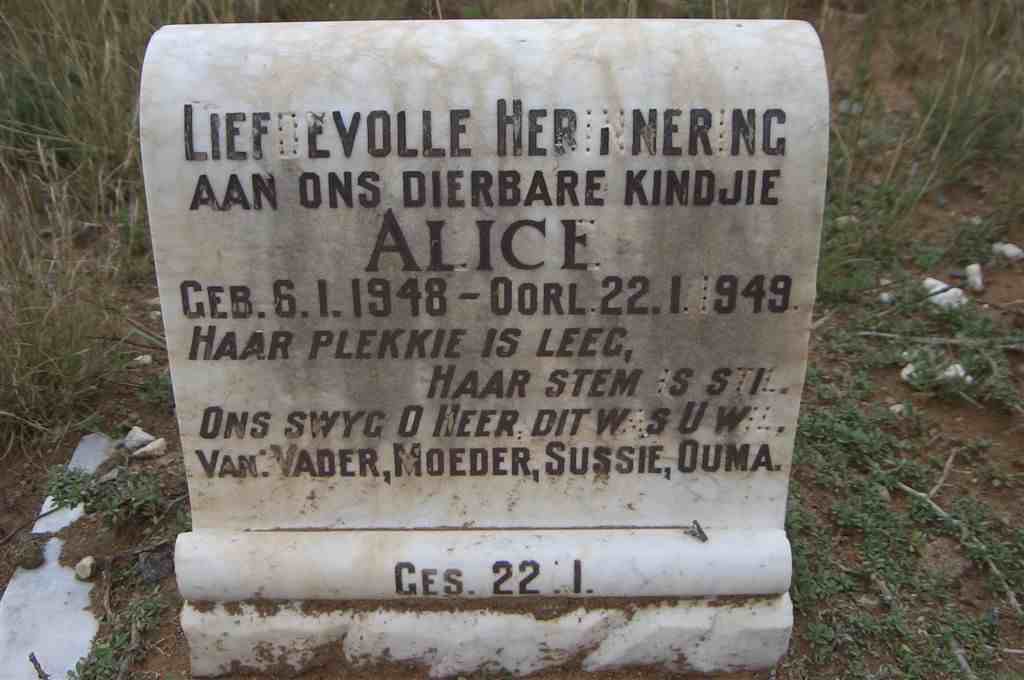 LIEFDEVOLLE HERINNERING
AAN ONS DIERBARE KINDJIE
ALICE
GEB. 6.1.1948 – OORL. 22.1.1949.
HAAR PLEKKIE IS LEEG,
HAAR STEM IS STIL.
ONS SWYG O HEER, DIT WAS U WIL.
VAN: VADER, MOEDER, SUSSIE, OUMA.
GES. 22:1.